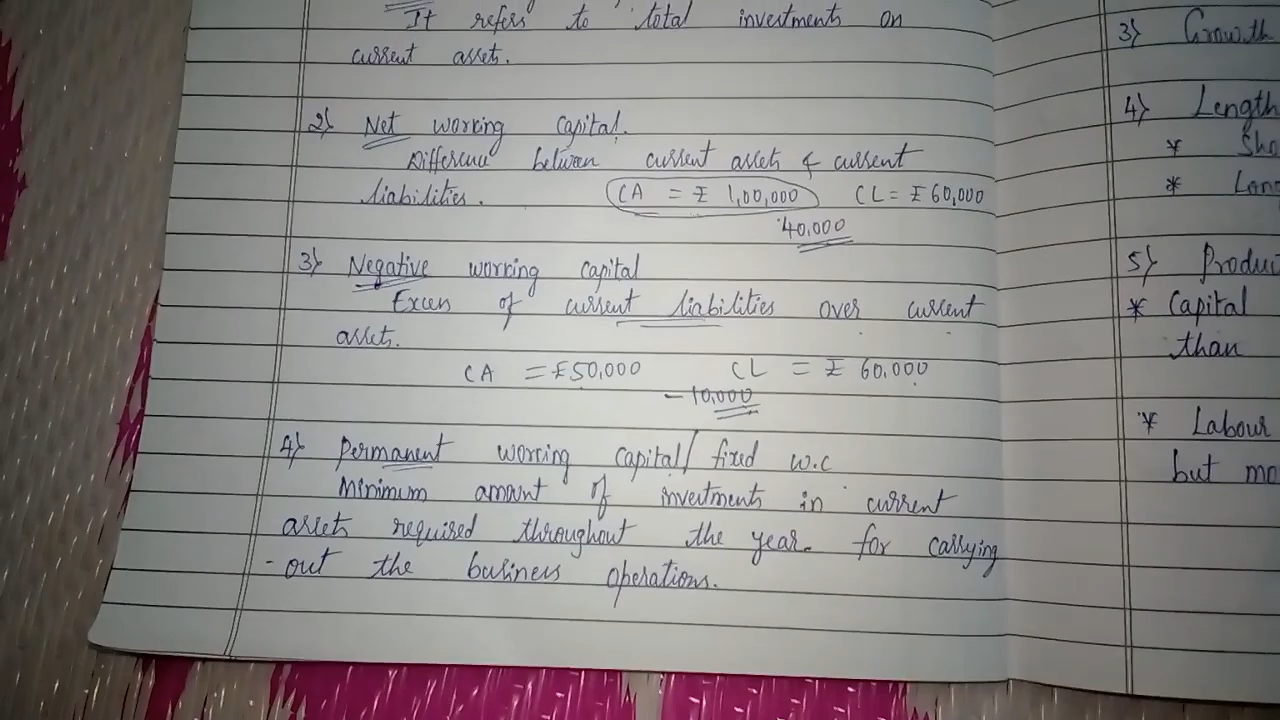 It refers to total investments on
current assets.
2} Net working capital.
Difference between current assets & current
liabilities. CA = ₹ 1,00,000 CL = ₹ 60,000
40,000
3} Negative working capital
Excess of current liabilities over current
assets.
CA = ₹50,000 CL = ₹ 60,000
- 10,000
4} Permanent working capital/ fixed w.c
Minimum amount of investments in current
assets required throughout the year. for carrying
- out the business operations.
3} Growth
4} Length
*
*
5} Produc
* Capital
than
* Labour
but mo